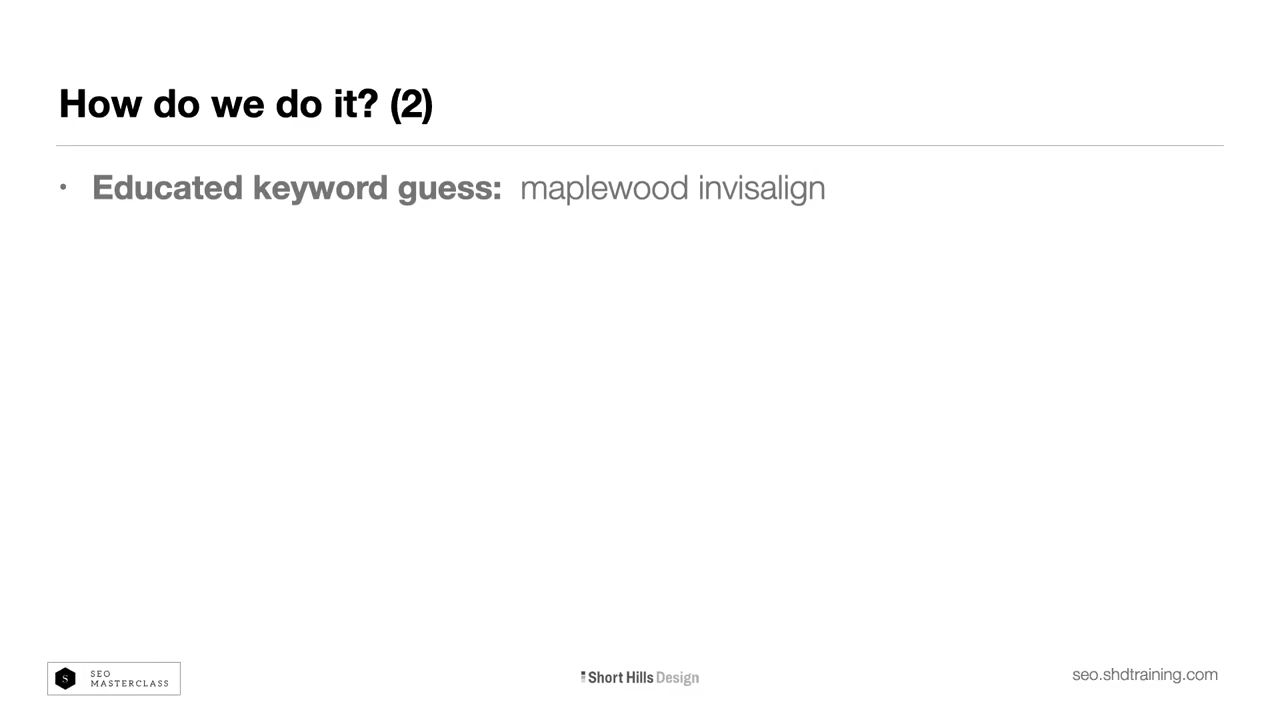 How do we do it? (2)
• Educated keyword guess: maplewood invisalign
S
SEO
MASTERCLASS
Short Hills Design
seo.shdtraining.com